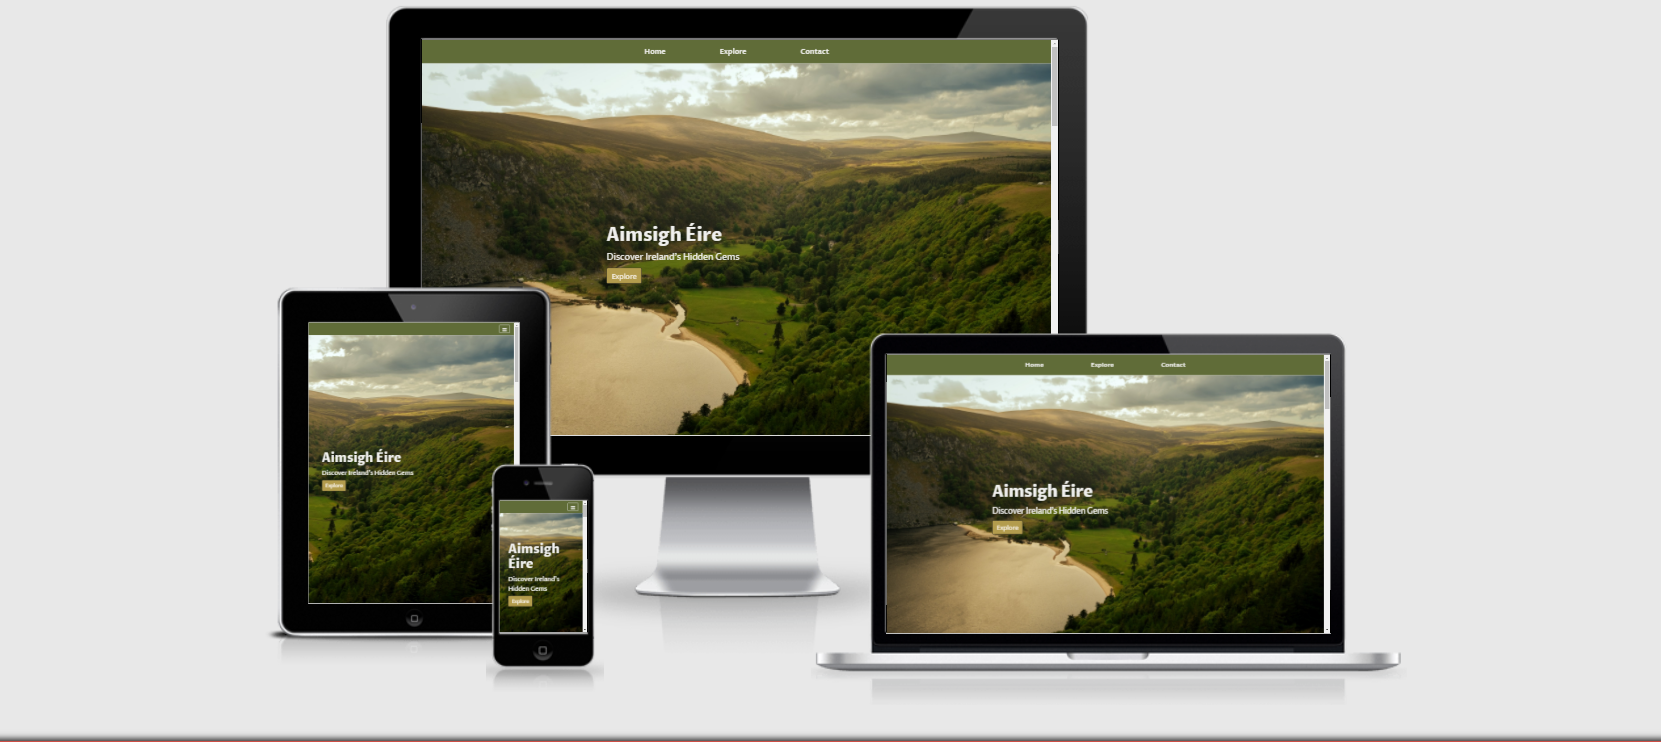 Home Explore Contact
Aimsigh Éire
Discover Ireland's Hidden Gems
Explore
Aimsigh Éire
Discover Ireland's Hidden Gems
Explore
Aimsigh
Éire
Discover Ireland's
Hidden Gems
Explore
Home Explore Contact
Aimsigh Éire
Discover Ireland's Hidden Gems
Explore